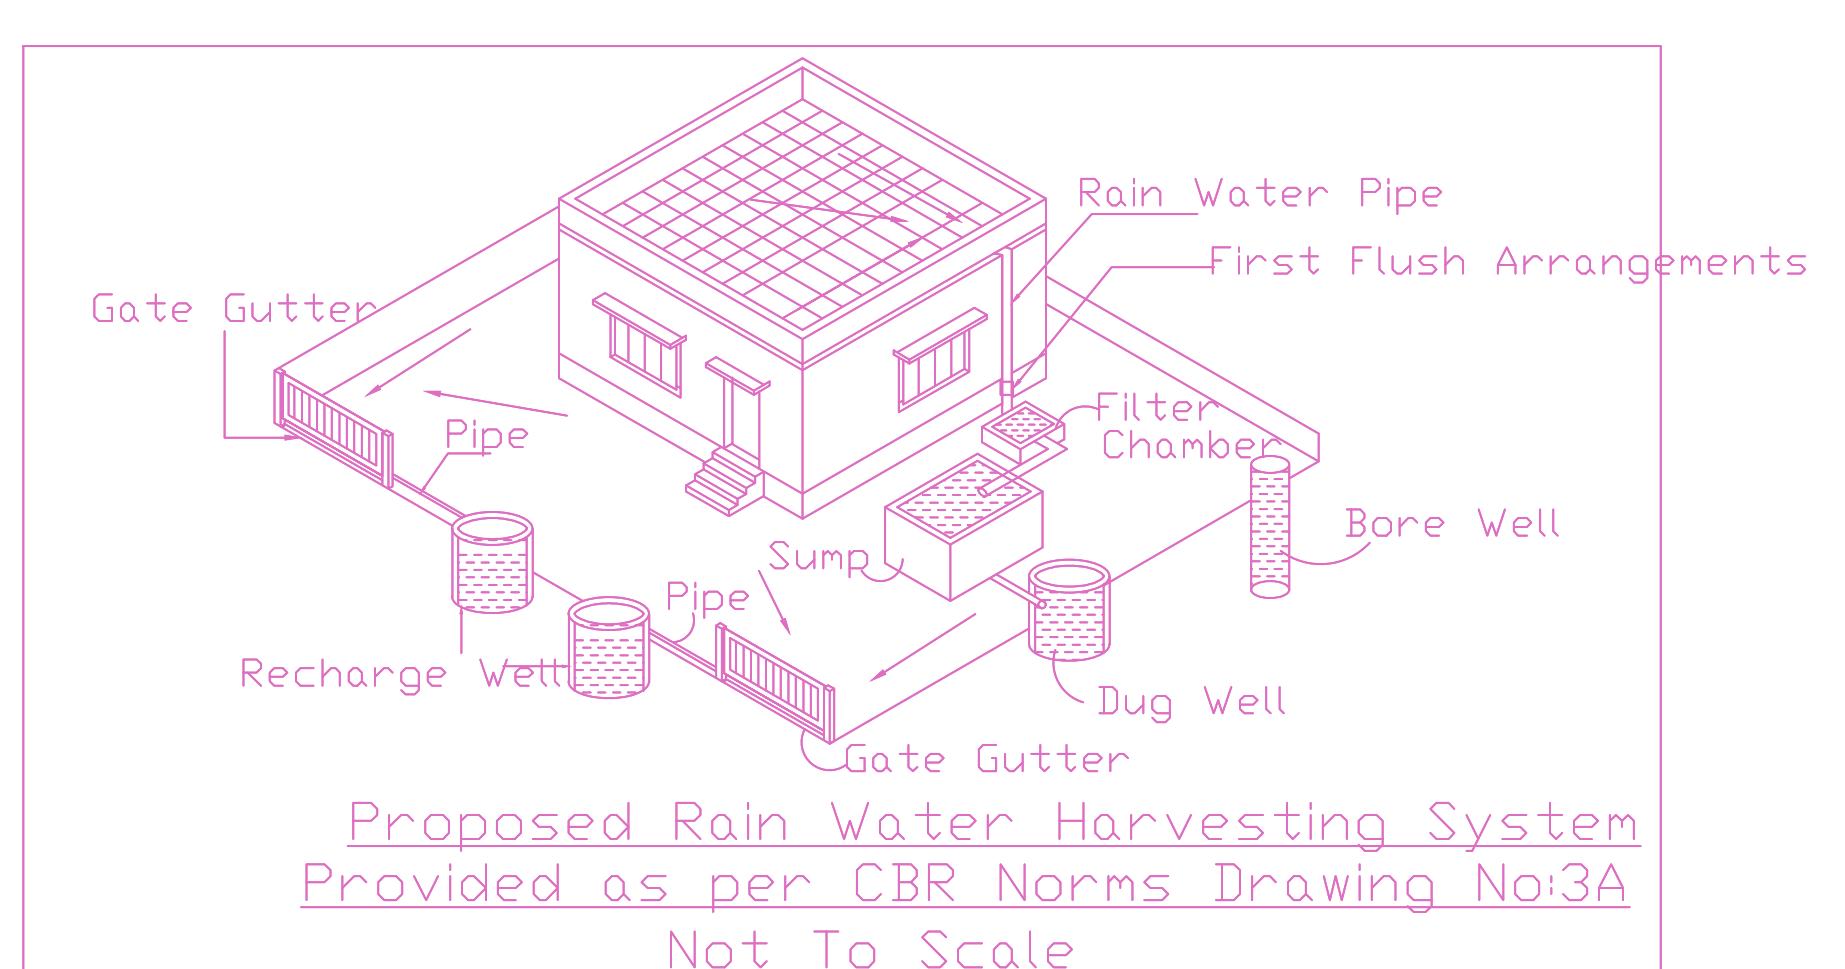 Rain Water Pipe
First Flush Arrangements
Gate Gutter
Filter
Chamber
Pipe
Bore Well
Sump
Pipe
Recharge Well
Dug Well
Gate Gutter
Proposed Rain Water Harvesting System
Provided as per CBR Norms Drawing No:3A
Not To Scale